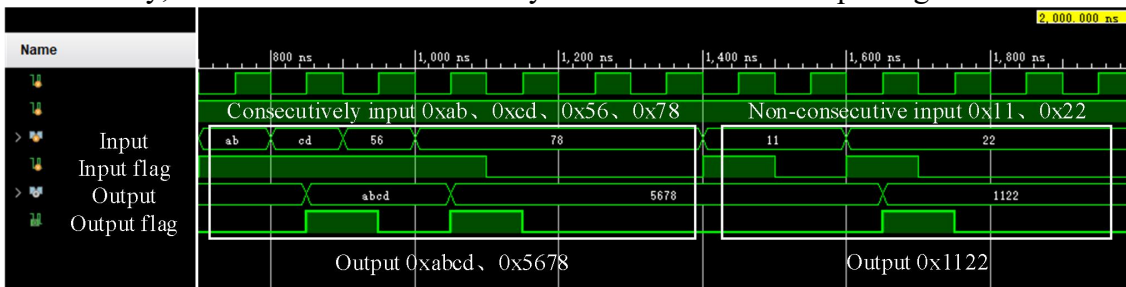 2,000.000 ns
Name
800 ns 1,000 ns 1,200 ns 1,400 ns 1,600 ns 1,800 ns
Consecutively input 0xab、0xcd、0x56、0x78 Non-consecutive input 0x11、0x22
Input ab cd 56 78 11 22
Input flag
Output abcd 5678 1122
Output flag
Output 0xabcd、0x5678 Output 0x1122